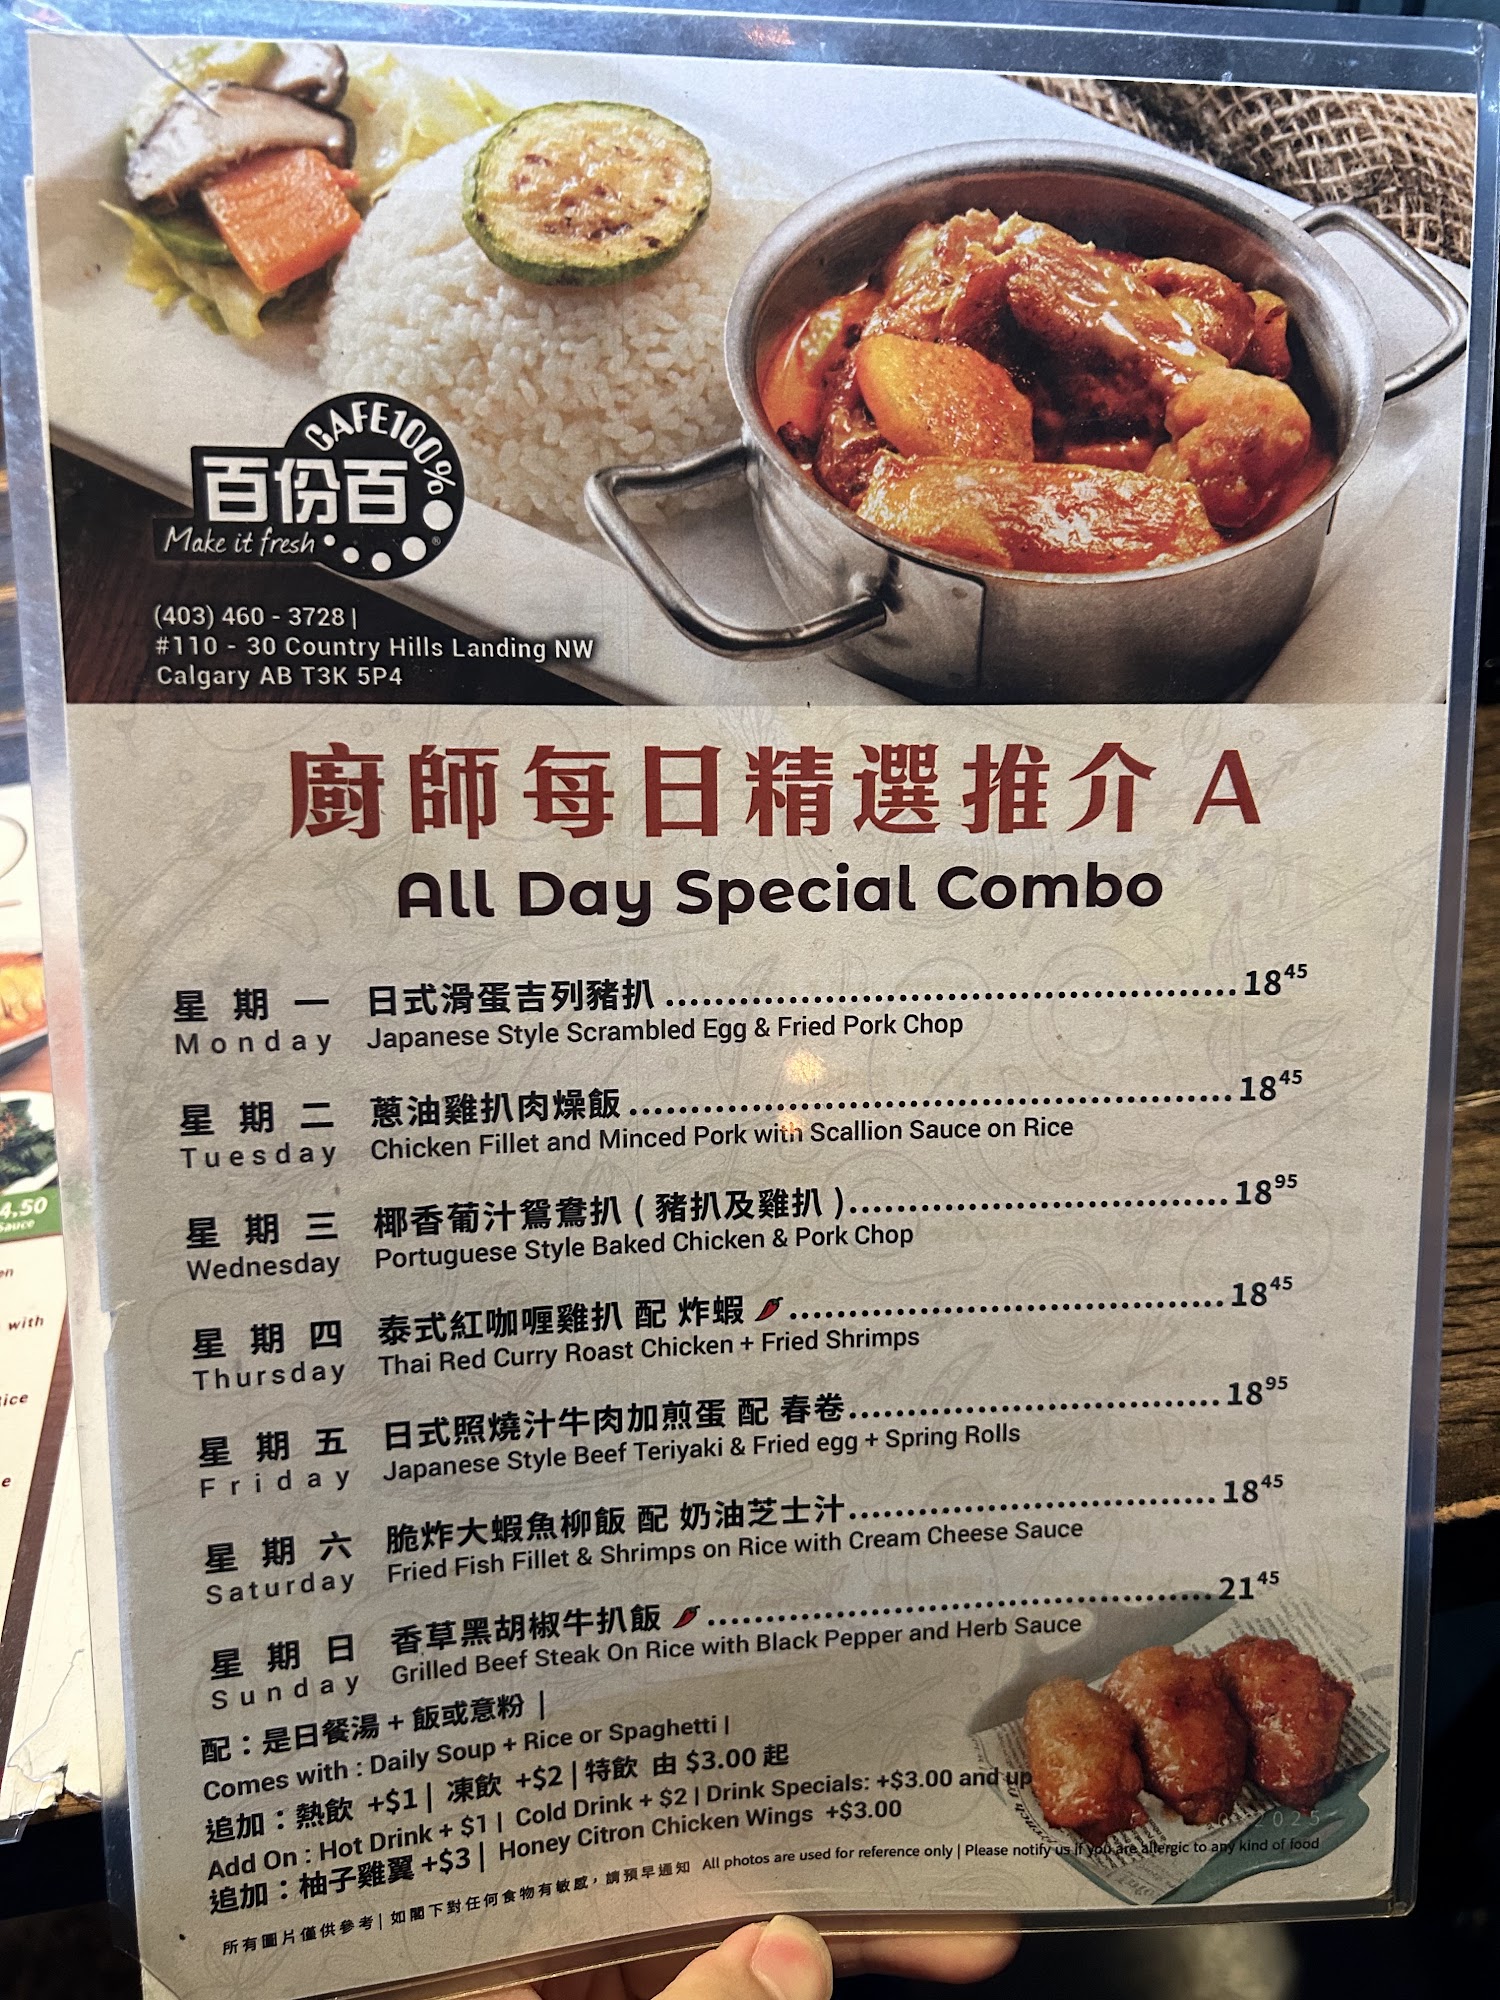 CAFE100%
百份百
Make it fresh
(403) 460 - 3728 |
#110 - 30 Country Hills Landing NW
Calgary AB T3K 5P4
廚師每日精選推介 A
All Day Special Combo
星期一 日式滑蛋吉列豬扒 .......... 18 45
Monday Japanese Style Scrambled Egg & Fried Pork Chop
星期二 蔥油雞扒肉燥飯 .......... 18 45
Tuesday Chicken Fillet and Minced Pork with Scallion Sauce on Rice
星期三 椰香葡汁鴛鴦扒 ( 豬扒及雞扒 ) .......... 18 95
Wednesday Portuguese Style Baked Chicken & Pork Chop
星期四 泰式紅咖喱雞扒 配 炸蝦 .......... 18 45
Thursday Thai Red Curry Roast Chicken + Fried Shrimps
星期五 日式照燒汁牛肉加煎蛋 配 春卷 .......... 18 95
Friday Japanese Style Beef Teriyaki & Fried egg + Spring Rolls
星期六 脆炸大蝦魚柳飯 配 奶油芝士汁 .......... 18 45
Saturday Fried Fish Fillet & Shrimps on Rice with Cream Cheese Sauce
星期日 香草黑胡椒牛扒飯 .......... 21 45
Sunday Grilled Beef Steak On Rice with Black Pepper and Herb Sauce
配：是日餐湯 + 飯或意粉 |
Comes with : Daily Soup + Rice or Spaghetti |
追加：熱飲 +$1 | 凍飲 +$2 | 特飲 由 $3.00 起
Add On : Hot Drink + $1 | Cold Drink + $2 | Drink Specials: +$3.00 and up
追加：柚子雞翼 +$3 | Honey Citron Chicken Wings +$3.00
2025
所有圖片僅供參考 | 如閣下對任何食物有敏感，請預早通知 All photos are used for reference only | Please notify us if you are allergic to any kind of food
4,50
Sauce
en
with
Rice
e